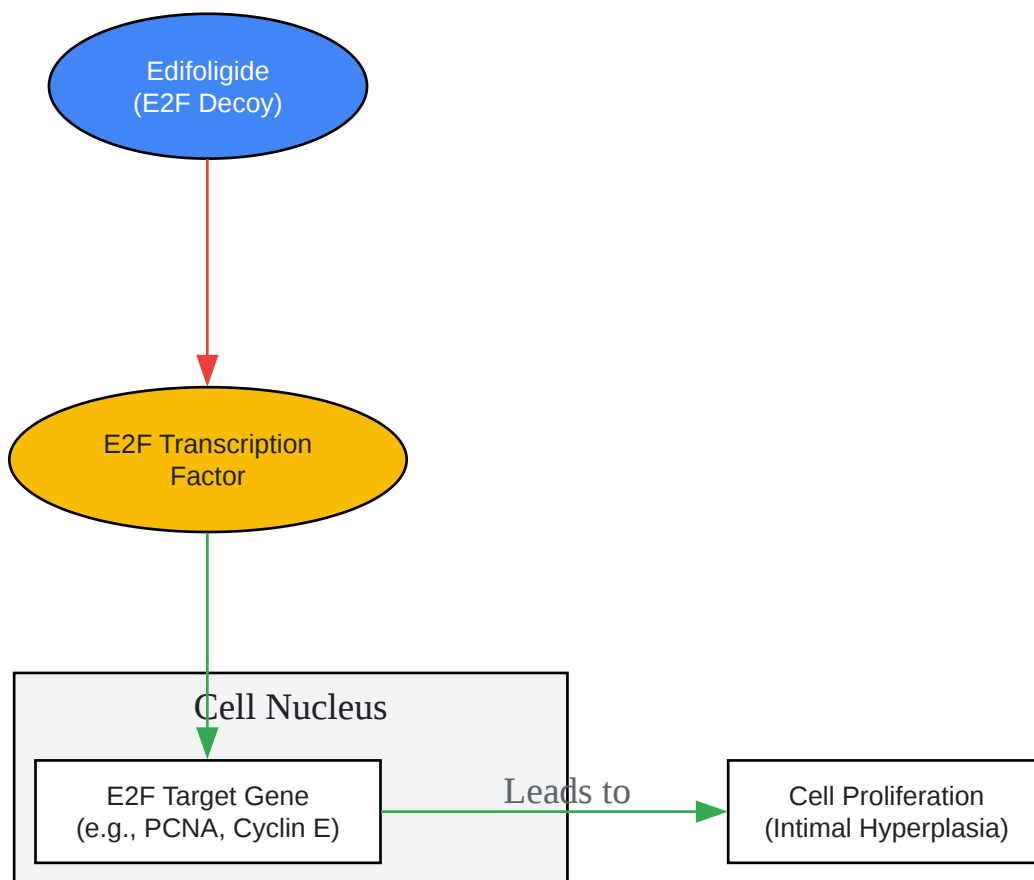 Edifoligide
(E2F Decoy)
E2F Transcription
Factor
Cell Nucleus
E2F Target Gene
(e.g., PCNA, Cyclin E)
Leads to
Cell Proliferation
(Intimal Hyperplasia)